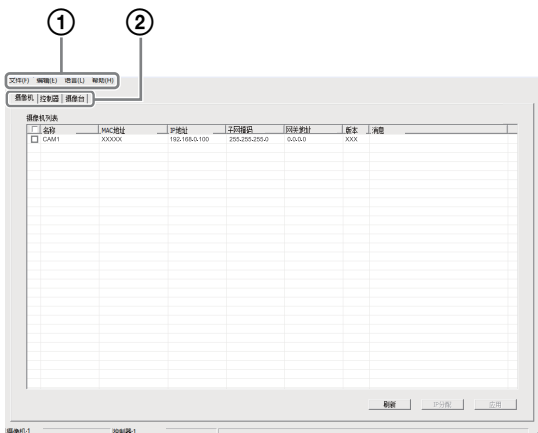 ① ②
文件(F) 编辑(E) 语言(L) 帮助(H)
摄像机 控制器 摄像台
摄像机列表
名称 MAC地址 IP地址 子网掩码 网关地址 版本 消息
CAM1 XXXXX 192.168.0.100 255.255.255.0 0.0.0.0 XXX
刷新 IP分配 应用
摄像机:1 控制器:1